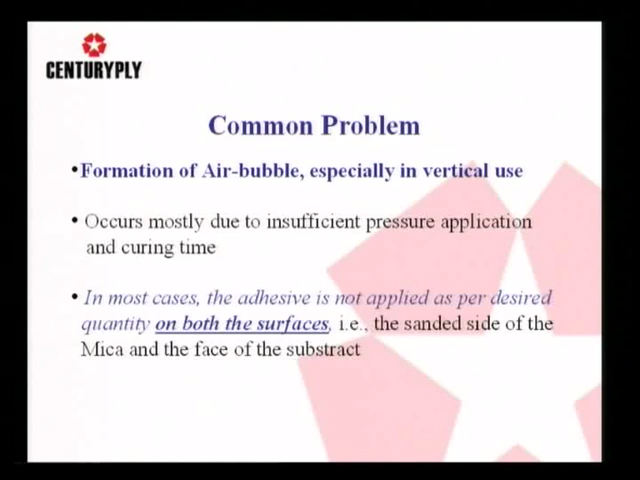 CENTURYPLY
Common Problem
•Formation of Air-bubble, especially in vertical use
• Occurs mostly due to insufficient pressure application
and curing time
• In most cases, the adhesive is not applied as per desired
quantity on both the surfaces, i.e., the sanded side of the
Mica and the face of the substract